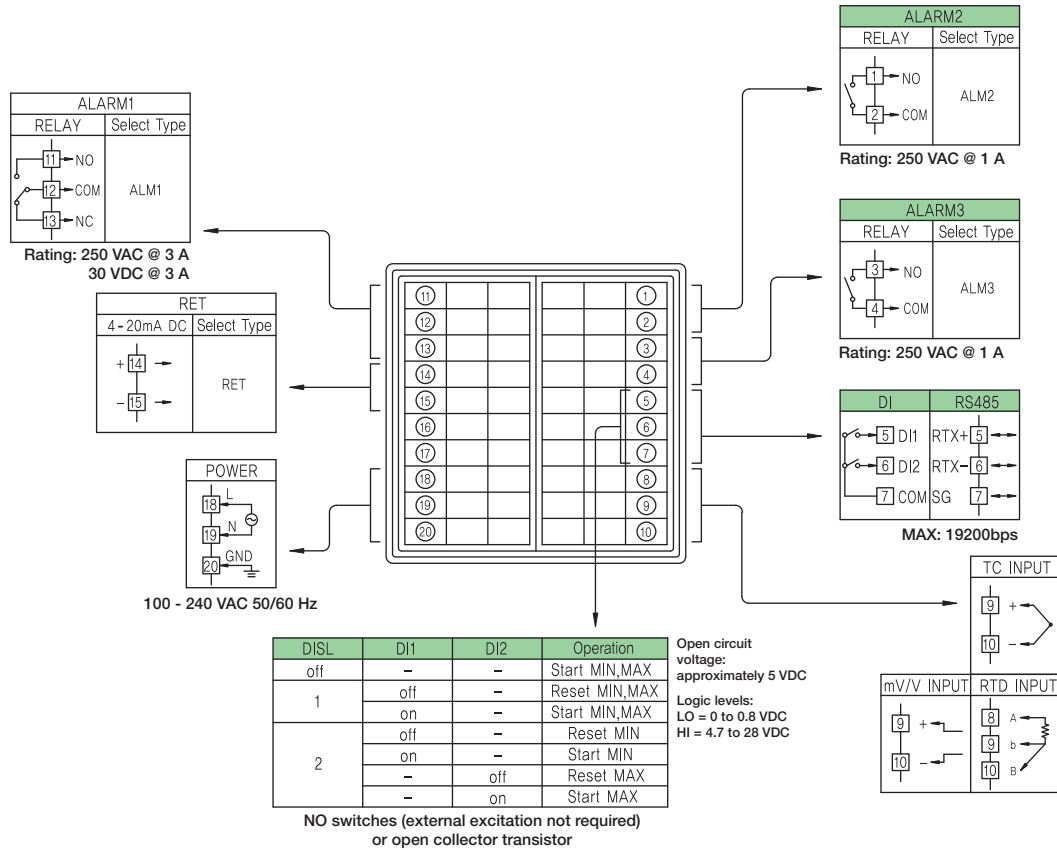 ALARM2
RELAY Select Type
1 NO
2 COM
ALM2
Rating: 250 VAC @ 1 A
ALARM1
RELAY Select Type
11 NO
12 COM
13 NC
ALM1
Rating: 250 VAC @ 3 A
30 VDC @ 3 A
ALARM3
RELAY Select Type
3 NO
4 COM
ALM3
Rating: 250 VAC @ 1 A
RET
4-20mA DC Select Type
+ 14
- 15
RET
11 1
12 2
13 3
14 4
15 5
16 6
17 7
18 8
19 9
20 10
DI RS485
5 DI1 RTX+ 5
6 DI2 RTX- 6
7 COM SG 7
MAX: 19200bps
POWER
18 L
19 N
20 GND
100 - 240 VAC 50/60 Hz
TC INPUT
9 +
10 -
mV/V INPUT RTD INPUT
9 + 8 A
9 b
10 - 10 B
DISL DI1 DI2 Operation
off – – Start MIN,MAX
1 off – Reset MIN,MAX
on – Start MIN,MAX
2 off – Reset MIN
on – Start MIN
– off Reset MAX
– on Start MAX
Open circuit
voltage:
approximately 5 VDC
Logic levels:
LO = 0 to 0.8 VDC
HI = 4.7 to 28 VDC
NO switches (external excitation not required)
or open collector transistor